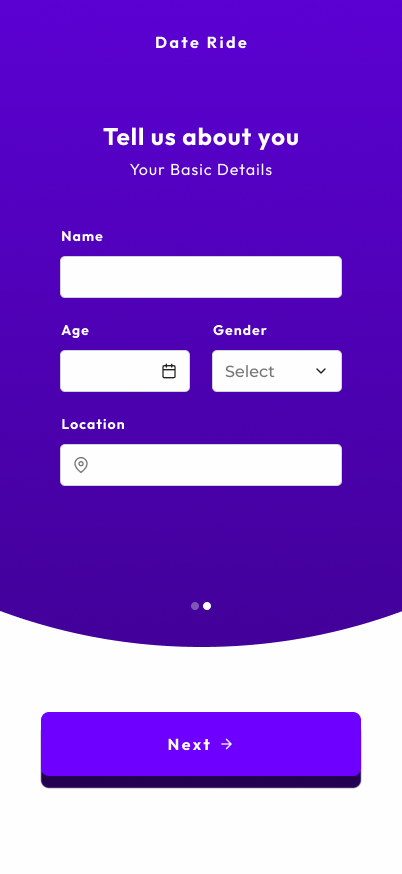 Date Ride
Tell us about you
Your Basic Details
Name
Age
Gender
Select
Location
Next